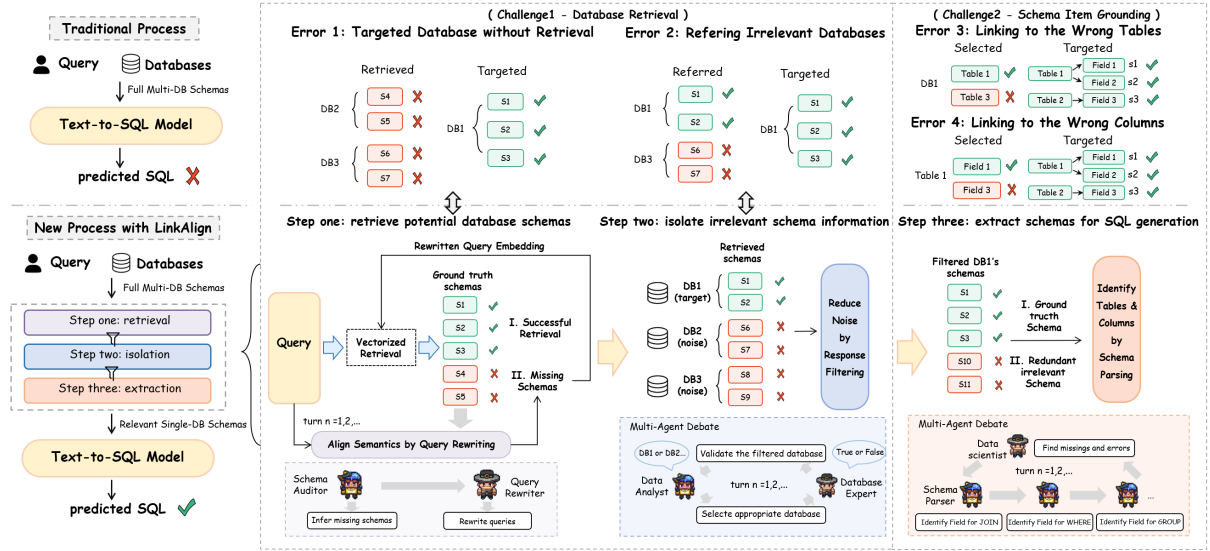 Traditional Process
Query
Databases
Full Multi-DB Schemas
Text-to-SQL Model
predicted SQL
New Process with LinkAlign
Query
Databases
Full Multi-DB Schemas
Step one: retrieval
Step two: isolation
Step three: extraction
Relevant Single-DB Schemas
Text-to-SQL Model
predicted SQL
( Challenge1 - Database Retrieval )
Error 1: Targeted Database without Retrieval
Retrieved
Targeted
DB2
S4
S5
DB3
S6
S7
DB1
S1
S2
S3
Error 2: Refering Irrelevant Databases
Referred
Targeted
DB1
S1
S2
DB3
S6
S7
DB1
S1
S2
S3
( Challenge2 - Schema Item Grounding )
Error 3: Linking to the Wrong Tables
Selected
Targeted
DB1
Table 1
Table 3
Table 1
Field 1
s1
Field 2
s2
Table 2
Field 3
s3
Error 4: Linking to the Wrong Columns
Selected
Targeted
Table 1
Field 1
Field 3
Table 1
Field 1
s1
Field 2
s2
Table 2
Field 3
s3
Step one: retrieve potential database schemas
Rewritten Query Embedding
Query
Vectorized
Retrieval
Ground truth
schemas
S1
S2
S3
S4
S5
I. Successful
Retrieval
II. Missing
Schemas
turn n =1,2,...
Align Semantics by Query Rewriting
Schema
Auditor
Query
Rewriter
Infer missing schemas
Rewrite queries
Step two: isolate irrelevant schema information
Retrieved
schemas
DB1
(target)
S1
S2
DB2
(noise)
S6
S7
DB3
(noise)
S8
S9
Reduce
Noise
by
Response
Filtering
Multi-Agent Debate
DB1 or DB2...
Validate the filtered database
True or False
Data
Analyst
turn n =1,2,...
Database
Expert
Selecte appropriate database
Step three: extract schemas for SQL generation
Filtered DB1's
schemas
S1
S2
S3
S10
S11
I. Ground
tructh
Schema
II. Redundant
irrelevant
Schema
Identify
Tables &
Columns
by
Schema
Parsing
Multi-Agent Debate
Data
scientist
Find missings and errors
turn n =1,2,...
Schema
Parser
...
Identify Field for JOIN
Identify Field for WHERE
Identify Field for GROUP